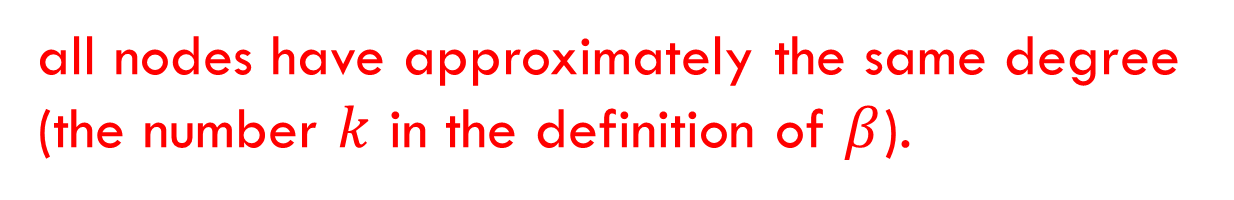 all nodes have approximately the same degree
(the number 𝑘 in the definition of 𝛽).